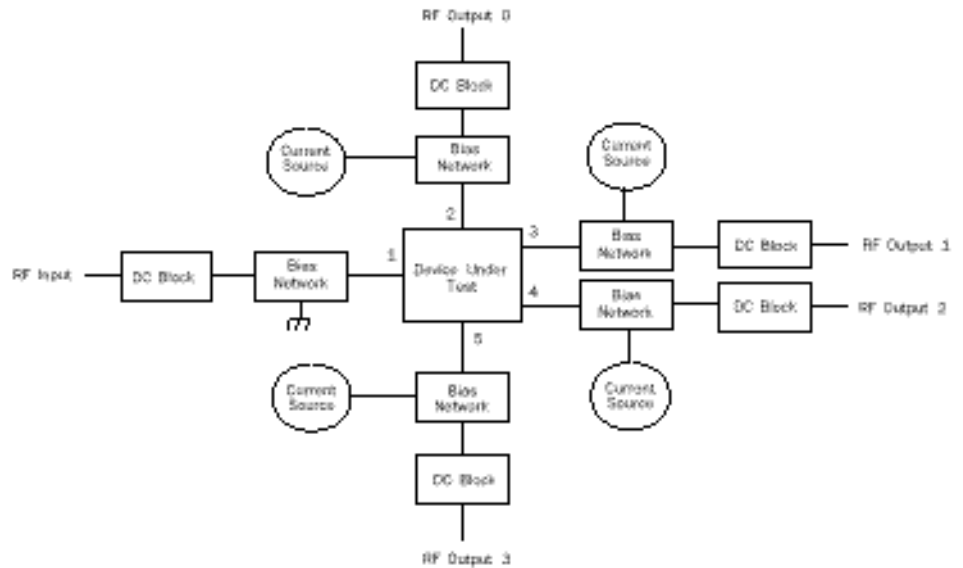 RF Output 0
DC Block
Current
Source
Bias
Network
Current
Source
2
3
Bias
Network
DC Block
RF Output 1
RF Input
DC Block
Bias
Network
1
Device Under
Test
4
Bias
Network
DC Block
RF Output 2
5
Current
Source
Bias
Network
Current
Source
DC Block
RF Output 3